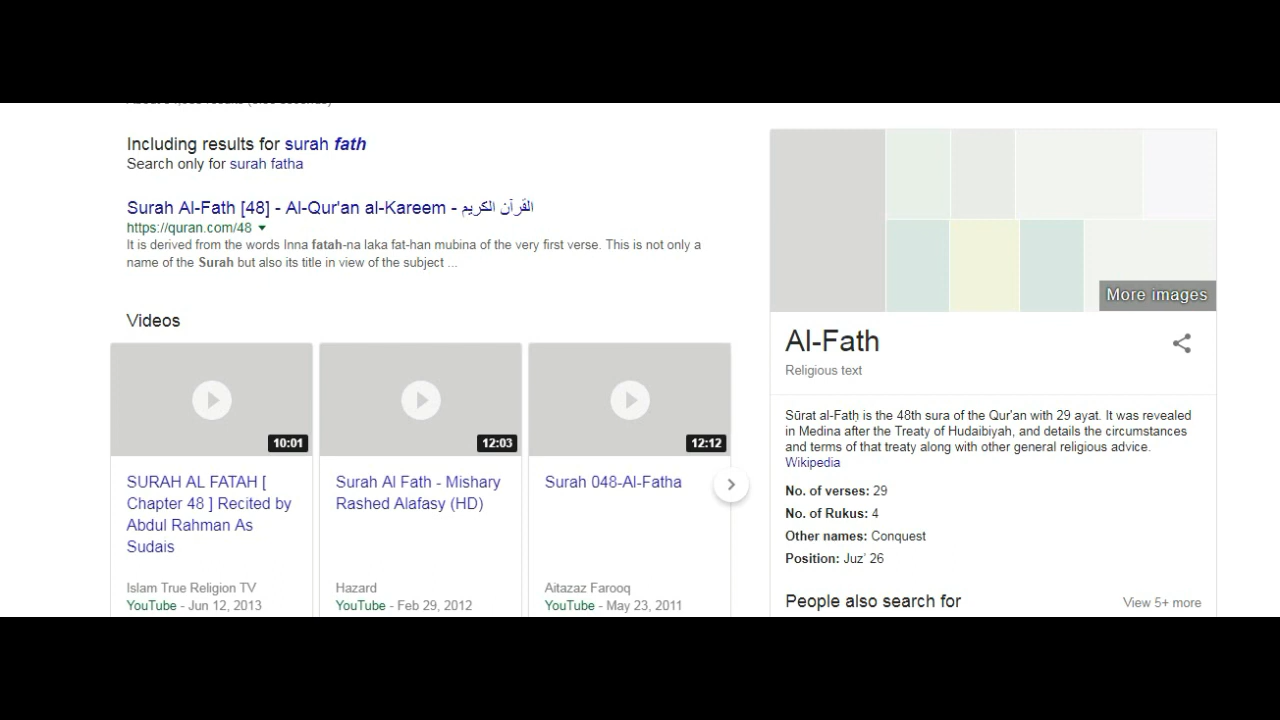 Including results for surah fath
Search only for surah fatha
Surah Al-Fath [48] - Al-Qur'an al-Kareem - القرآن الكريم
https://quran.com/48
It is derived from the words Inna fatah-na laka fat-han mubina of the very first verse. This is not only a
name of the Surah but also its title in view of the subject ...
Videos
10:01
12:03
12:12
SURAH AL FATAH [
Chapter 48 ] Recited by
Abdul Rahman As
Sudais
Islam True Religion TV
YouTube - Jun 12, 2013
Surah Al Fath - Mishary
Rashed Alafasy (HD)
Hazard
YouTube - Feb 29, 2012
Surah 048-Al-Fatha
Aitazaz Farooq
YouTube - May 23, 2011
More images
Al-Fath
Religious text
Sūrat al-Fatḥ is the 48th sura of the Qur'an with 29 ayat. It was revealed
in Medina after the Treaty of Hudaibiyah, and details the circumstances
and terms of that treaty along with other general religious advice.
Wikipedia
No. of verses: 29
No. of Rukus: 4
Other names: Conquest
Position: Juzʼ 26
People also search for
View 5+ more